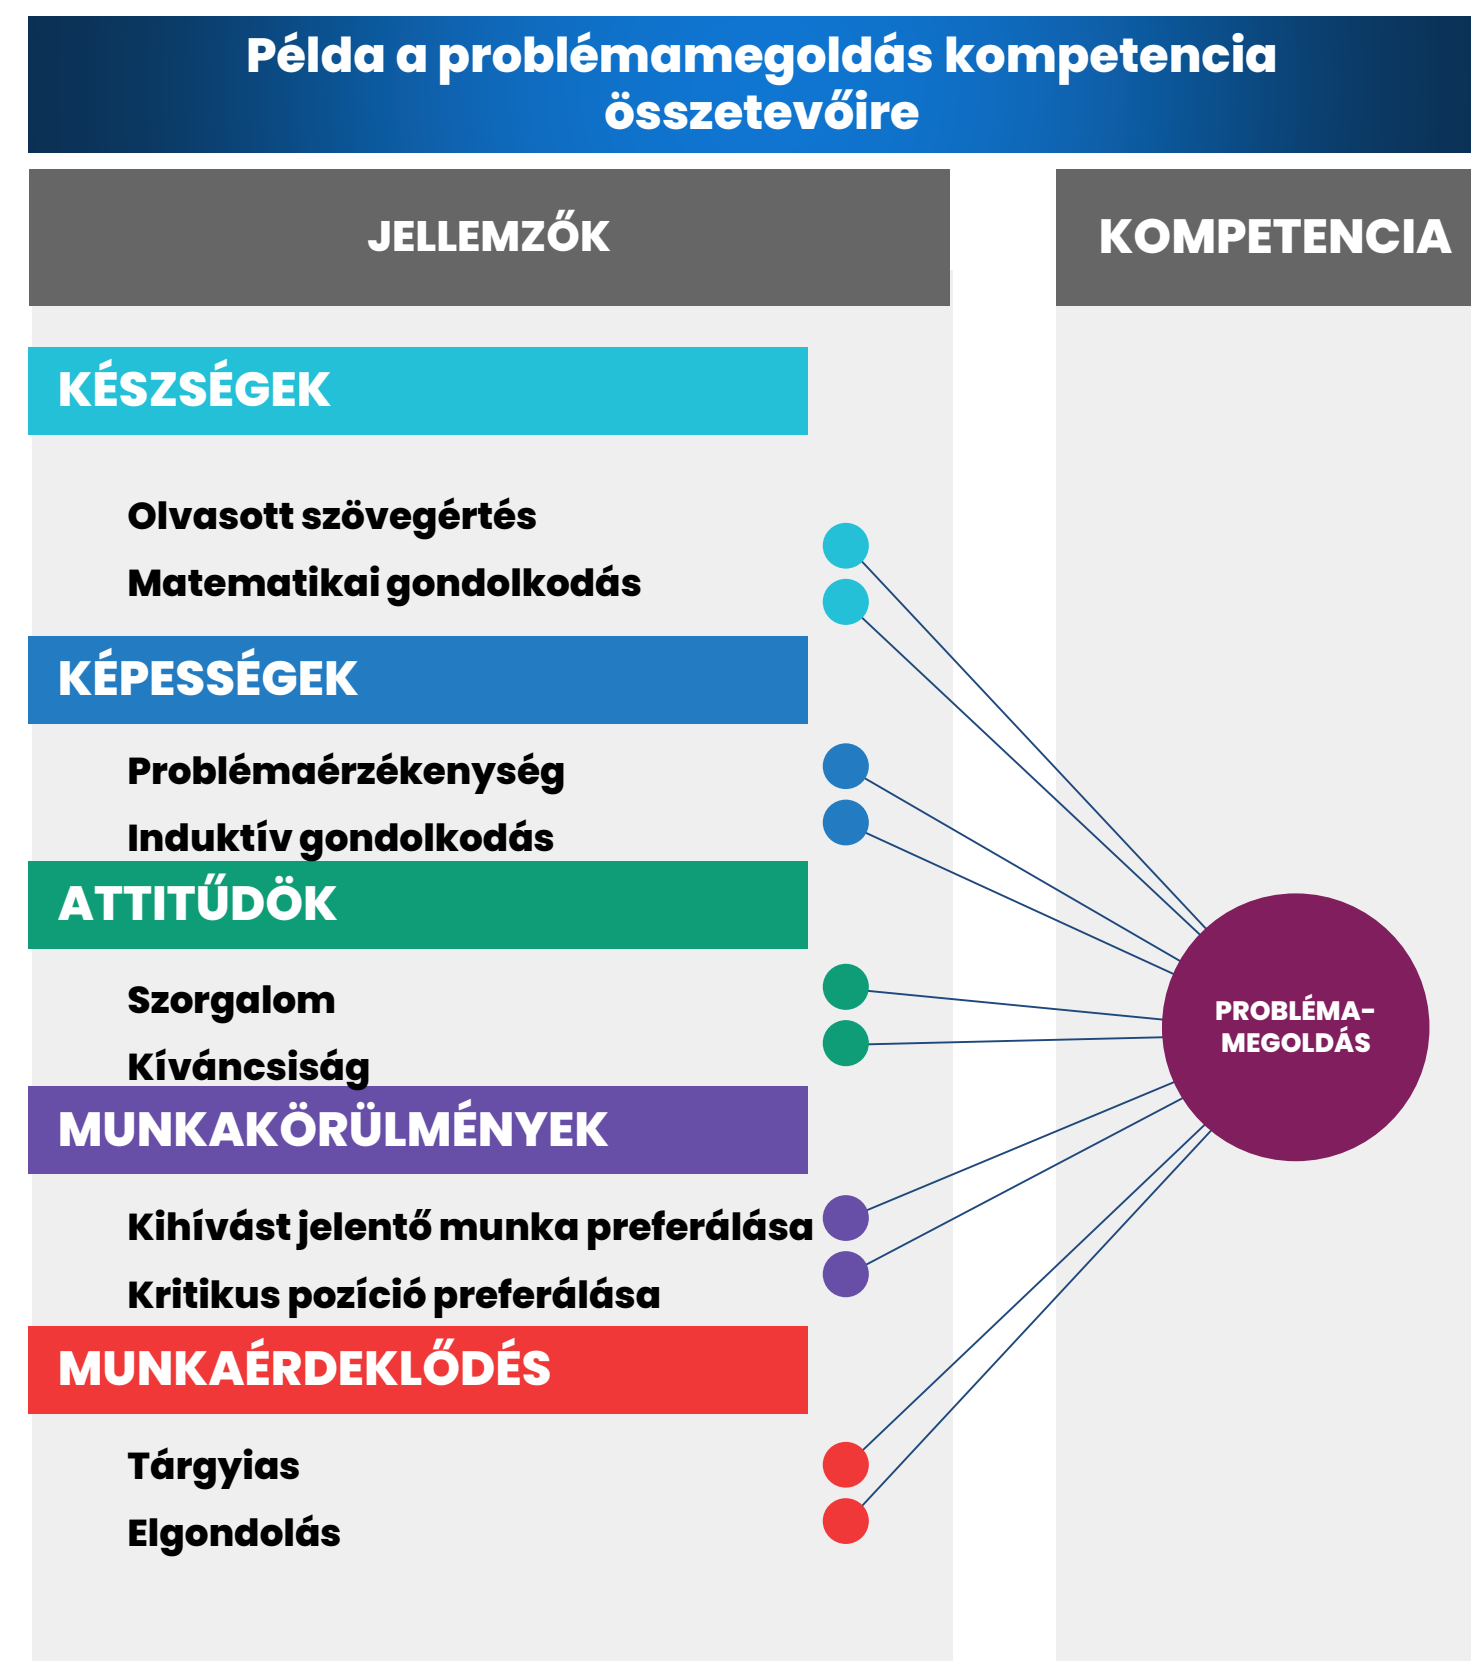 Példa a problémamegoldás kompetencia
összetevőire
JELLEMZŐK
KOMPETENCIA
KÉSZSÉGEK
Olvasott szövegértés
Matematikai gondolkodás
KÉPESSÉGEK
Problémaérzékenység
Induktív gondolkodás
ATTITŰDÖK
Szorgalom
Kíváncsiság
MUNKAKÖRÜLMÉNYEK
Kihívást jelentő munka preferálása
Kritikus pozíció preferálása
MUNKAÉRDEKLŐDÉS
Tárgyias
Elgondolás
PROBLÉMA-
MEGOLDÁS